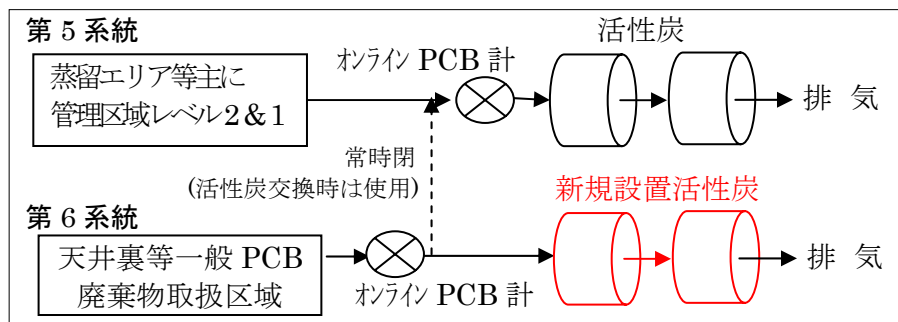 第5系統
蒸留エリア等主に
管理区域レベル2&1
オンライン PCB 計
活性炭
排 気
常時閉
(活性炭交換時は使用)
新規設置活性炭
第6系統
天井裏等一般 PCB
廃棄物取扱区域
オンライン PCB 計
排 気